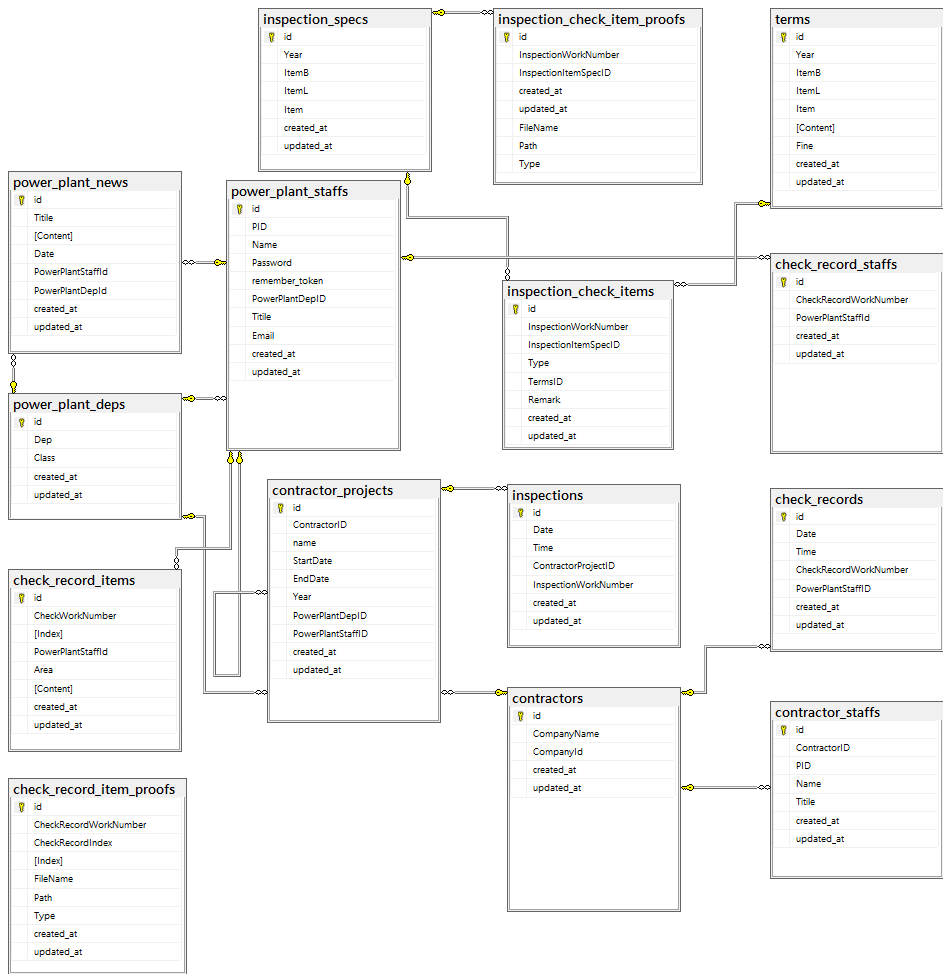 inspection_specs
id
Year
ItemB
ItemL
Item
created_at
updated_at
inspection_check_item_proofs
id
InspectionWorkNumber
InspectionItemSpecID
created_at
updated_at
FileName
Path
Type
terms
id
Year
ItemB
ItemL
Item
[Content]
Fine
created_at
updated_at
power_plant_news
id
Titile
[Content]
Date
PowerPlantStaffId
PowerPlantDepId
created_at
updated_at
power_plant_staffs
id
PID
Name
Password
remember_token
PowerPlantDepID
Titile
Email
created_at
updated_at
inspection_check_items
id
InspectionWorkNumber
InspectionItemSpecID
Type
TermsID
Remark
created_at
updated_at
check_record_staffs
id
CheckRecordWorkNumber
PowerPlantStaffId
created_at
updated_at
power_plant_deps
id
Dep
Class
created_at
updated_at
contractor_projects
id
ContractorID
name
StartDate
EndDate
Year
PowerPlantDepID
PowerPlantStaffID
created_at
updated_at
inspections
id
Date
Time
ContractorProjectID
InspectionWorkNumber
created_at
updated_at
check_records
id
Date
Time
CheckRecordWorkNumber
PowerPlantStaffID
created_at
updated_at
check_record_items
id
CheckWorkNumber
[Index]
PowerPlantStaffId
Area
[Content]
created_at
updated_at
contractors
id
CompanyName
CompanyId
created_at
updated_at
contractor_staffs
id
ContractorID
PID
Name
Titile
created_at
updated_at
check_record_item_proofs
id
CheckRecordWorkNumber
CheckRecordIndex
[Index]
FileName
Path
Type
created_at
updated_at